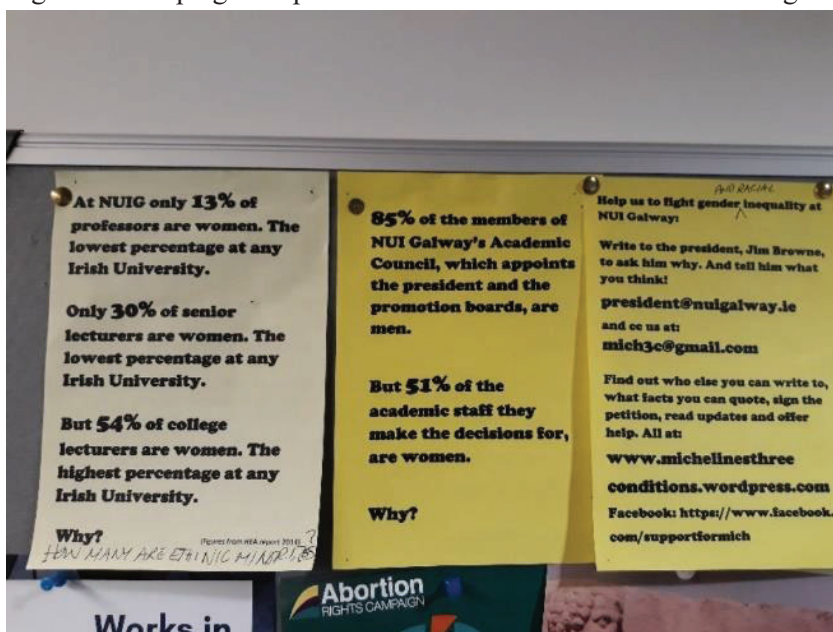 At NUIG only 13% of
professors are women. The
lowest percentage at any
Irish University.
Only 30% of senior
lecturers are women. The
lowest percentage at any
Irish University.
But 54% of college
lecturers are women. The
highest percentage at any
Irish University.
Why?
(Figures from HEA report 2014)
HOW MANY ARE ETHINIC MINORITIES?
85% of the members of
NUI Galway's Academic
Council, which appoints
the president and the
promotion boards, are
men.
But 51% of the
academic staff they
make the decisions for,
are women.
Why?
AND RACIAL
Help us to fight gender inequality at
NUI Galway:
Write to the president, Jim Browne,
to ask him why. And tell him what
you think!
president@nuigalway.ie
and cc us at:
mich3c@gmail.com
Find out who else you can write to,
what facts you can quote, sign the
petition, read updates and offer
help. All at:
www.michelinesthree
conditions.wordpress.com
Facebook: https://www.facebook.
com/supportformich
Works in
Abortion
RIGHTS CAMPAIGN